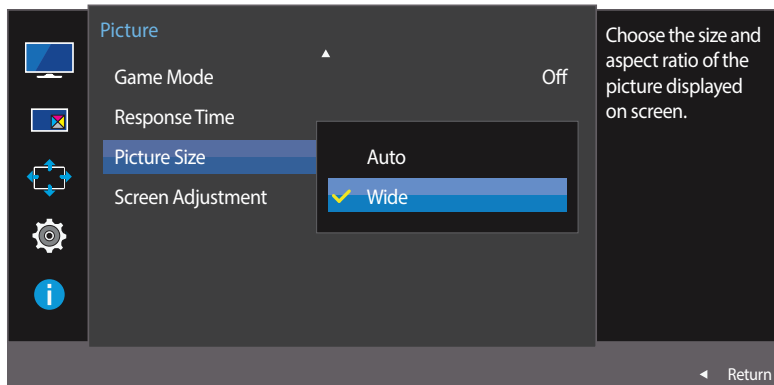 Picture
Game Mode Off
Response Time
Picture Size
Screen Adjustment
Auto
Wide
Choose the size and
aspect ratio of the
picture displayed
on screen.
Return